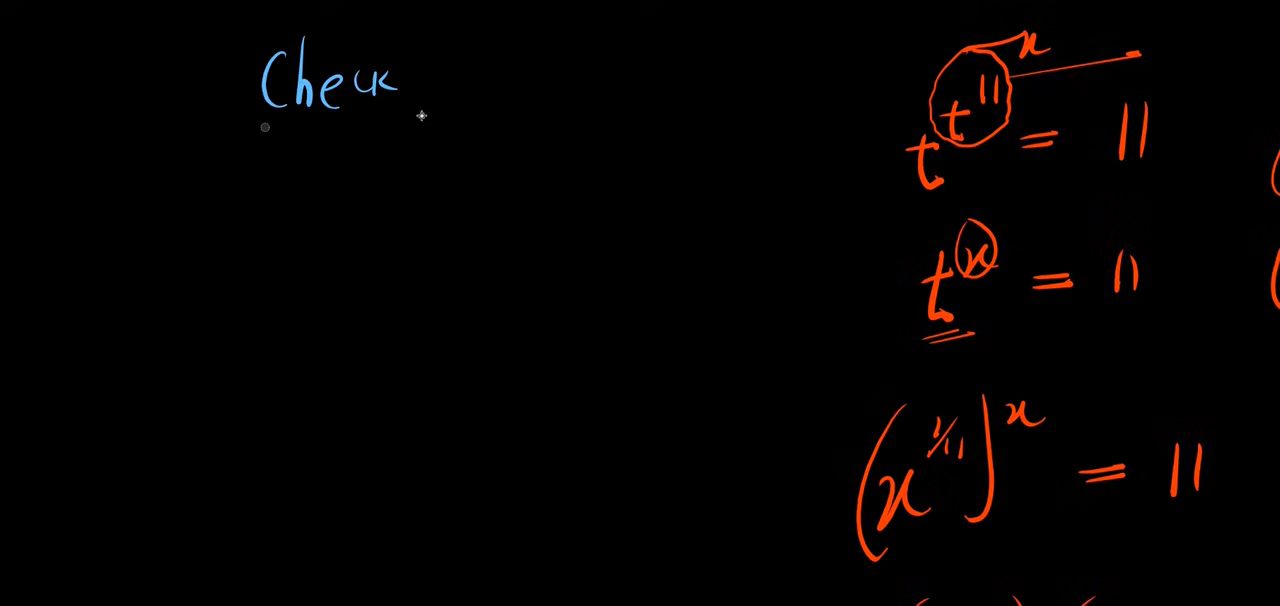 Check
t^t^11 = 11
x
t^x = 11
(x^1/11)^x = 11